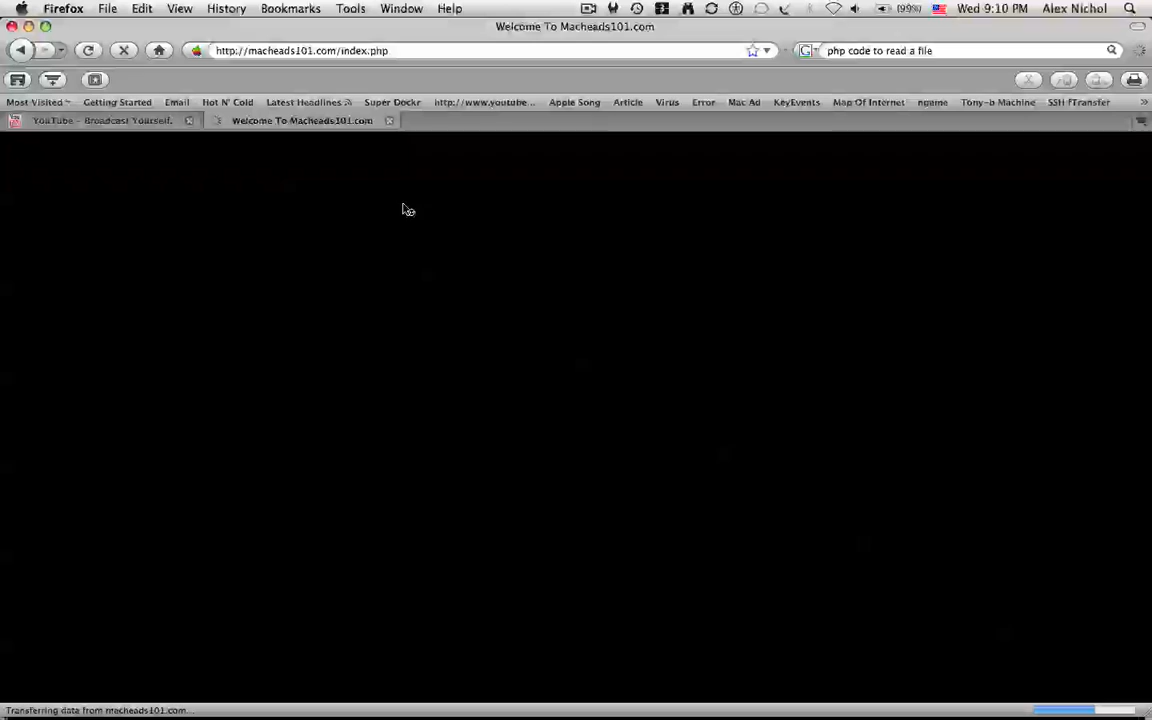 Firefox File Edit View History Bookmarks Tools Window Help (99%) Wed 9:10 PM Alex Nichol
Welcome To Macheads101.com
http://macheads101.com/index.php php code to read a file
Most Visited Getting Started Email Hot N' Cold Latest Headlines Super Dockr http://www.youtube... Apple Song Article Virus Error Mac Ad KeyEvents Map Of Internet Tony-b Machine SSH fTransfer »
YouTube - Broadcast Yourself. Welcome To Macheads101.com
Transferring data from macheads101.com...